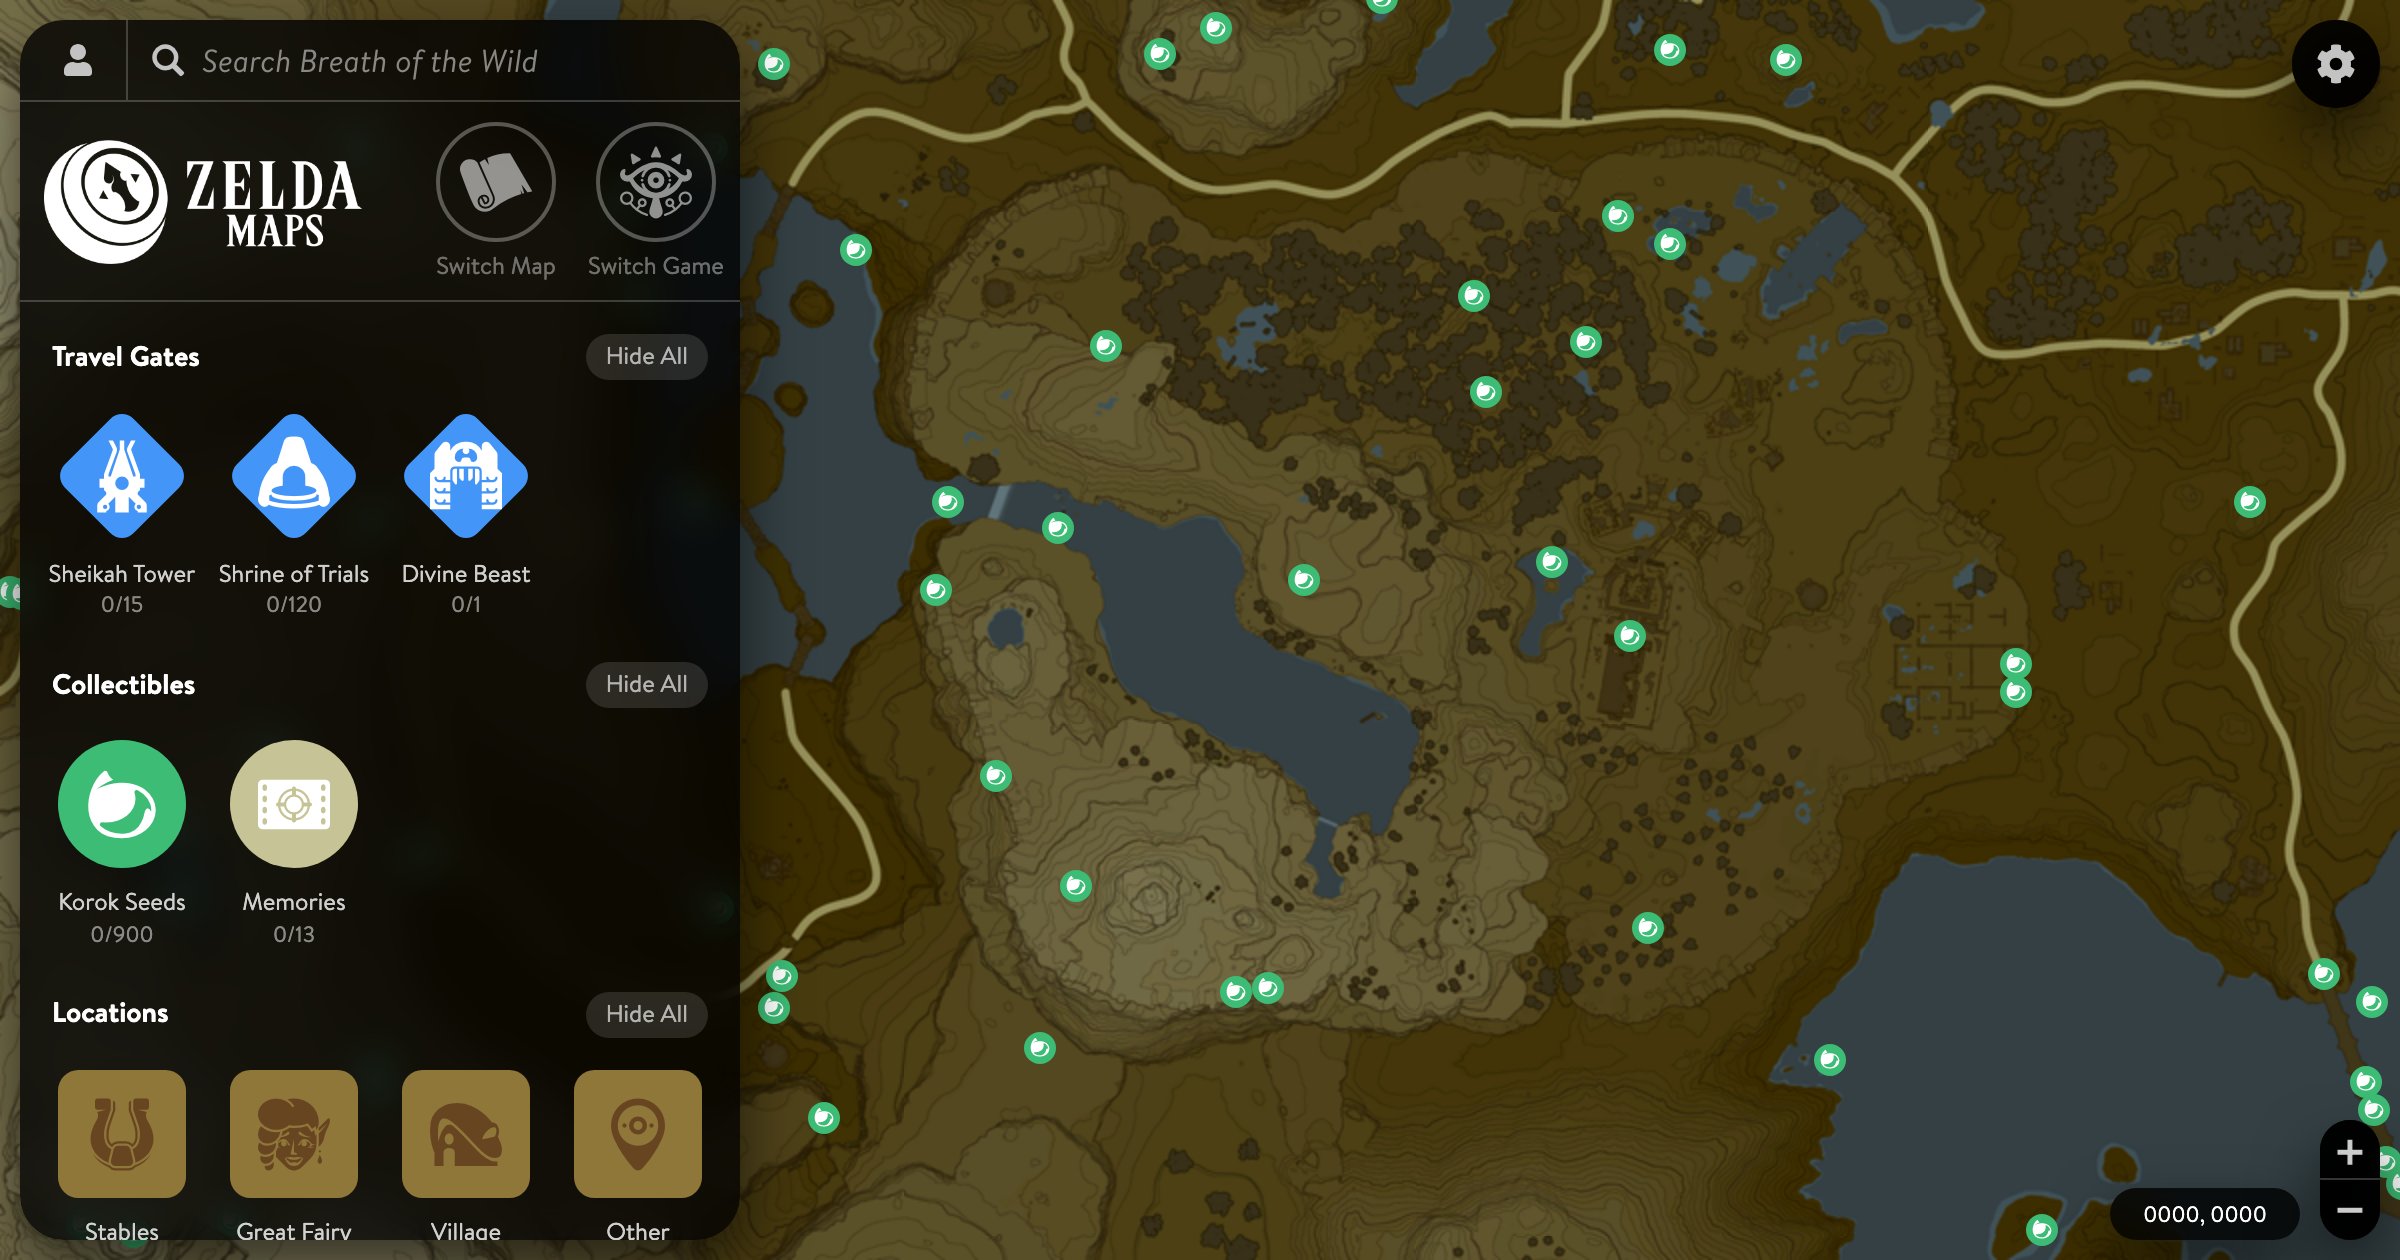 Search Breath of the Wild
ZELDA
MAPS
Switch Map
Switch Game
Travel Gates
Hide All
Sheikah Tower
0/15
Shrine of Trials
0/120
Divine Beast
0/1
Collectibles
Hide All
Korok Seeds
0/900
Memories
0/13
Locations
Hide All
Stables
Great Fairy
Village
Other
0000, 0000